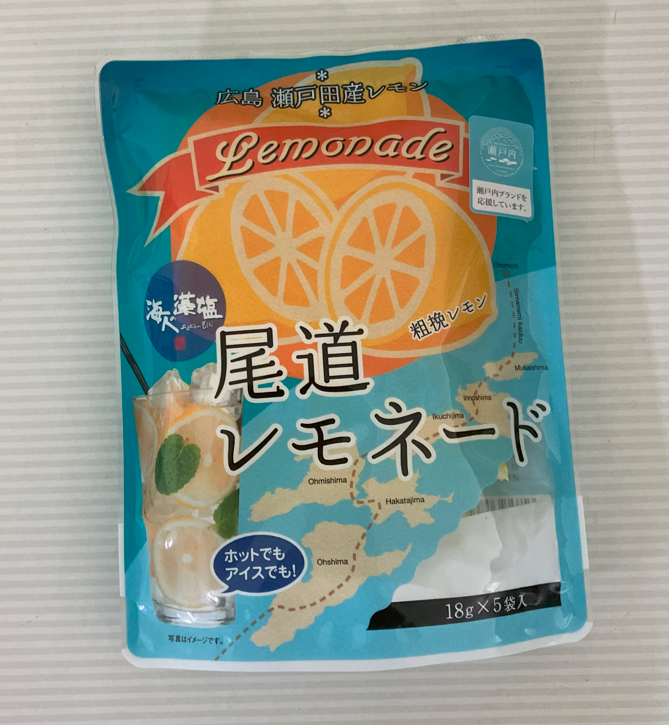 広島 瀬戸田産レモン
Lemonade
瀬戸内
瀬戸内ブランドを
応援しています。
海人藻塩
粗挽レモン
尾道
レモネード
Shimanami kaidou
Mukaishima
Innoshima
Ikuchijima
Ohmishima
Hakatajima
Ohshima
ホットでも
アイスでも!
18g×5袋入
写真はイメージです。